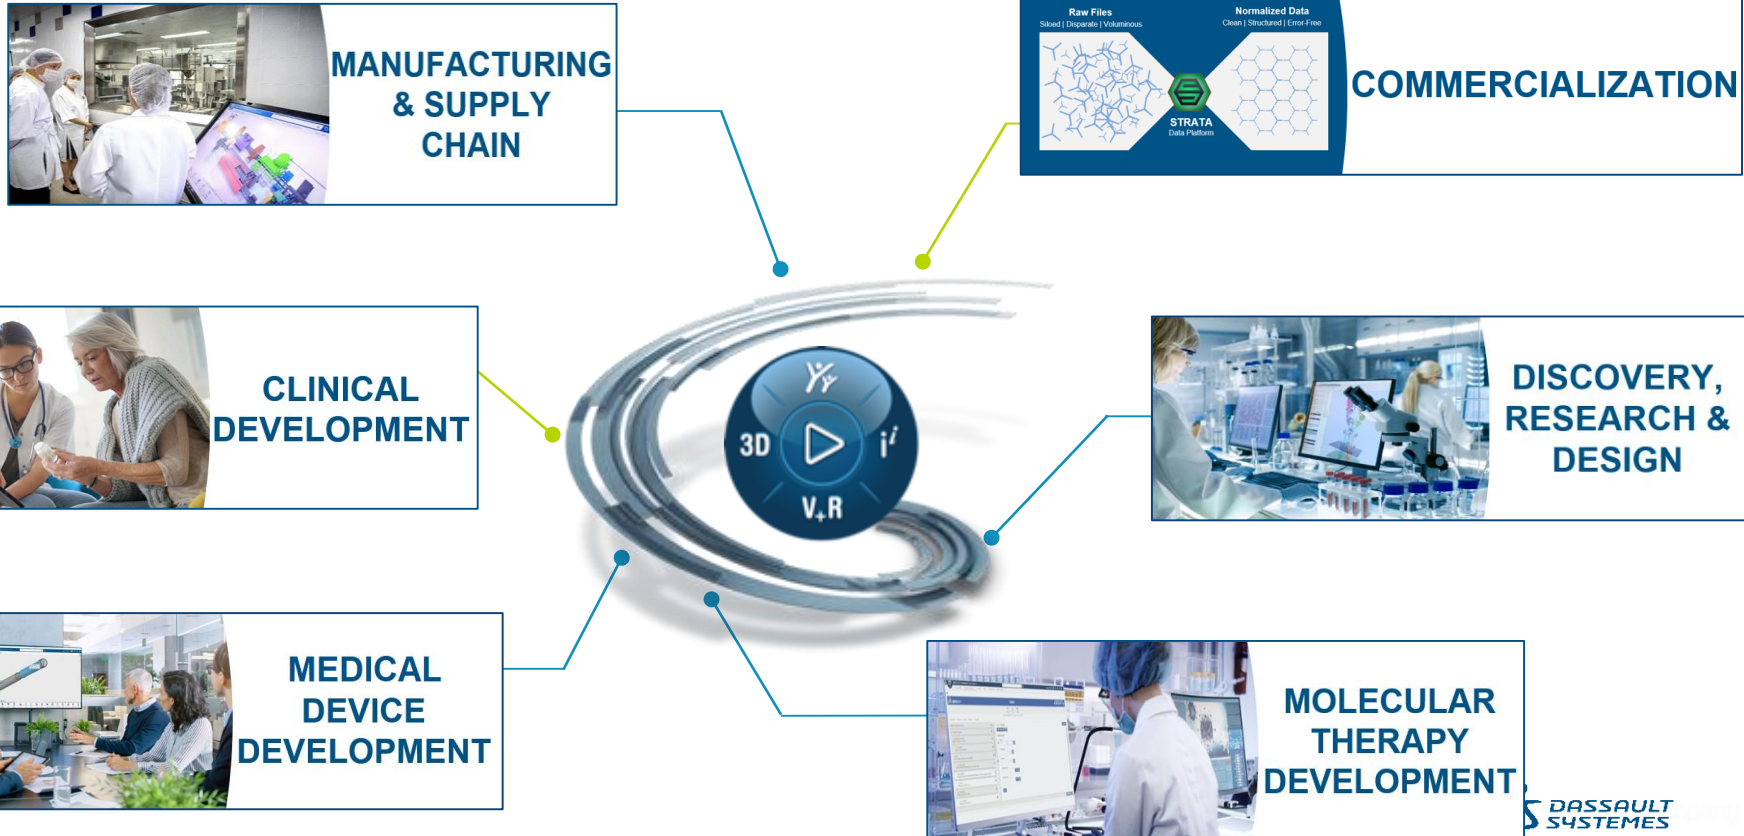 MANUFACTURING
& SUPPLY
CHAIN
Raw Files
Siloed | Disparate | Voluminous
Normalized Data
Clean | Structured | Error-Free
STRATA
Data Platform
COMMERCIALIZATION
CLINICAL
DEVELOPMENT
3D
i i
V+R
DISCOVERY,
RESEARCH &
DESIGN
MEDICAL
DEVICE
DEVELOPMENT
MOLECULAR
THERAPY
DEVELOPMENT
DASSAULT
SYSTEMES